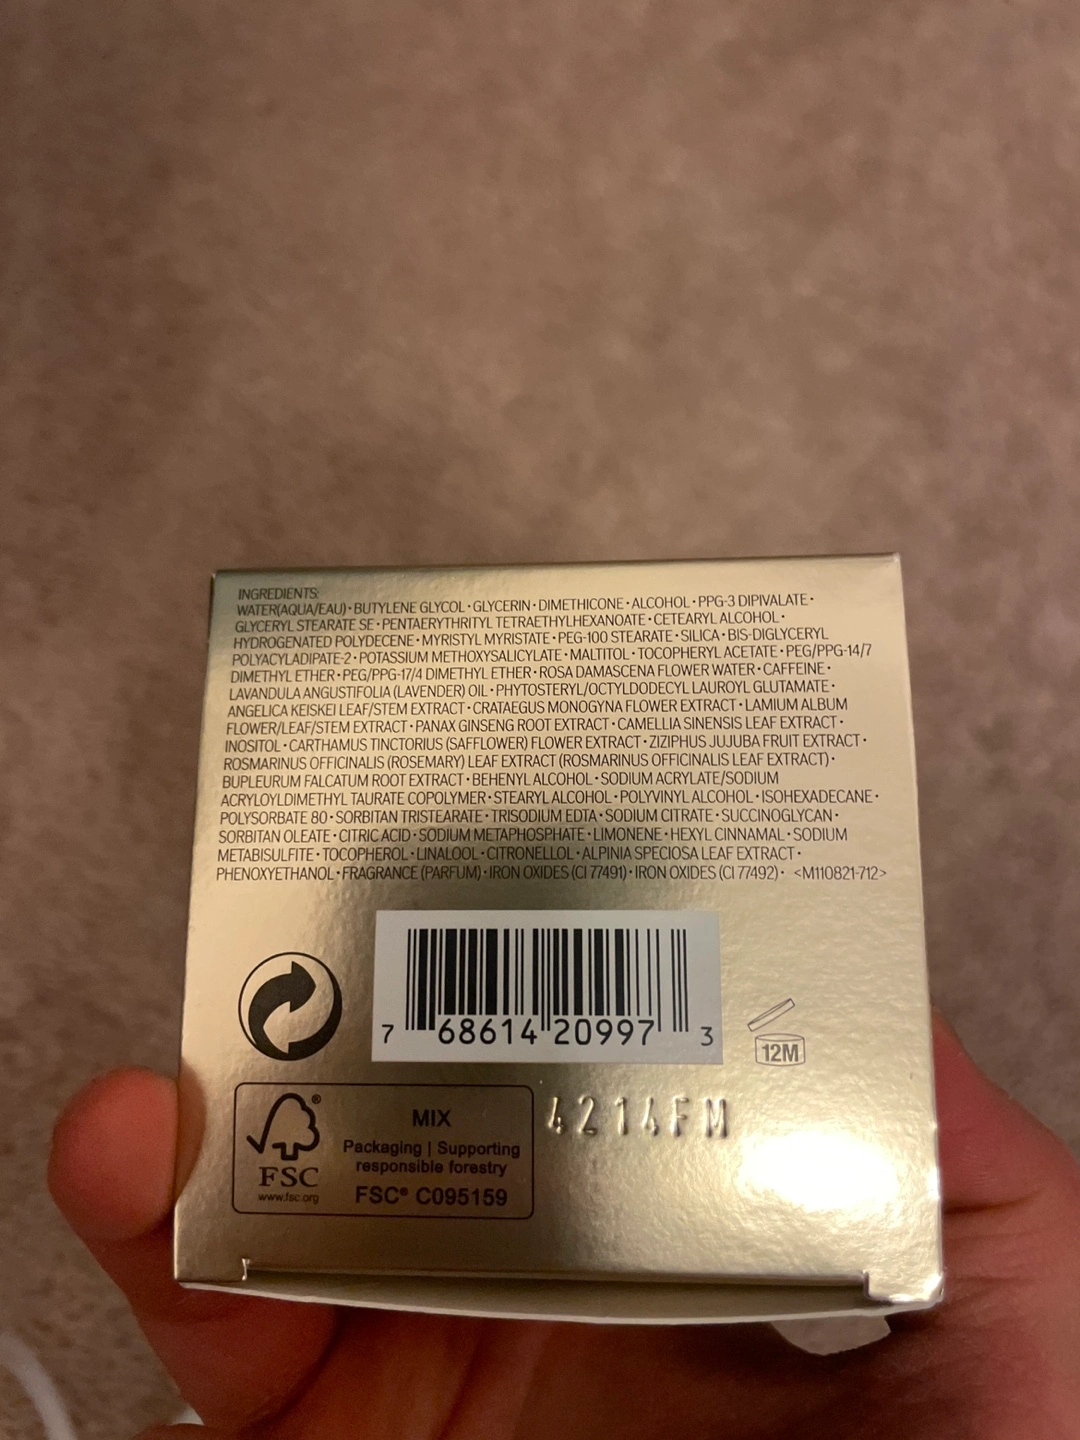 INGREDIENTS:
WATER(AQUA/EAU)・BUTYLENE GLYCOL・GLYCERIN・DIMETHICONE・ALCOHOL・PPG-3 DIPIVALATE・
GLYCERYL STEARATE SE・PENTAERYTHRITYL TETRAETHYLHEXANOATE・CETEARYL ALCOHOL・
HYDROGENATED POLYDECENE・MYRISTYL MYRISTATE・PEG-100 STEARATE・SILICA・BIS-DIGLYCERYL
POLYACYLADIPATE-2・POTASSIUM METHOXYSALICYLATE・MALTITOL・TOCOPHERYL ACETATE・PEG/PPG-14/7
DIMETHYL ETHER・PEG/PPG-17/4 DIMETHYL ETHER・ROSA DAMASCENA FLOWER WATER・CAFFEINE・
LAVANDULA ANGUSTIFOLIA (LAVENDER) OIL・PHYTOSTERYL/OCTYLDODECYL LAUROYL GLUTAMATE・
ANGELICA KEISKEI LEAF/STEM EXTRACT・CRATAEGUS MONOGYNA FLOWER EXTRACT・LAMIUM ALBUM
FLOWER/LEAF/STEM EXTRACT・PANAX GINSENG ROOT EXTRACT・CAMELLIA SINENSIS LEAF EXTRACT・
INOSITOL・CARTHAMUS TINCTORIUS (SAFFLOWER) FLOWER EXTRACT・ZIZIPHUS JUJUBA FRUIT EXTRACT・
ROSMARINUS OFFICINALIS (ROSEMARY) LEAF EXTRACT (ROSMARINUS OFFICINALIS LEAF EXTRACT)・
BUPLEURUM FALCATUM ROOT EXTRACT・BEHENYL ALCOHOL・SODIUM ACRYLATE/SODIUM
ACRYLOYLDIMETHYL TAURATE COPOLYMER・STEARYL ALCOHOL・POLYVINYL ALCOHOL・ISOHEXADECANE・
POLYSORBATE 80・SORBITAN TRISTEARATE・TRISODIUM EDTA・SODIUM CITRATE・SUCCINOGLYCAN・
SORBITAN OLEATE・CITRIC ACID・SODIUM METAPHOSPHATE・LIMONENE・HEXYL CINNAMAL・SODIUM
METABISULFITE・TOCOPHEROL・LINALOOL・CITRONELLOL・ALPINIA SPECIOSA LEAF EXTRACT・
PHENOXYETHANOL・FRAGRANCE (PARFUM)・IRON OXIDES (CI 77491)・IRON OXIDES (CI 77492)・ <M110821-712>
7 68614 20997 3
12M
4214FM
FSC®
www.fsc.org
MIX
Packaging | Supporting
responsible forestry
FSC® C095159